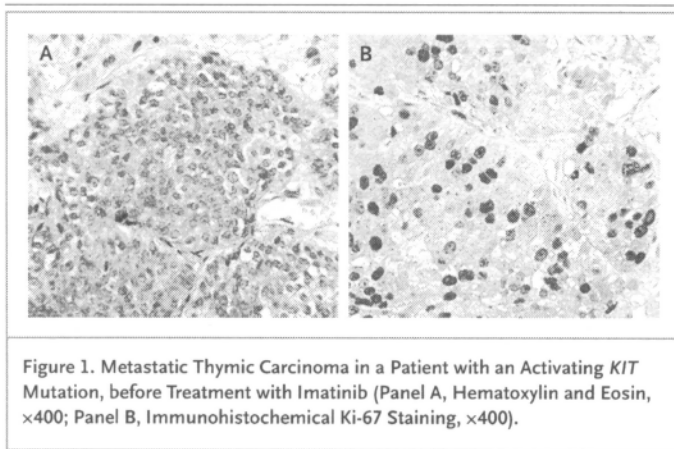 A B
Figure 1. Metastatic Thymic Carcinoma in a Patient with an Activating KIT
Mutation, before Treatment with Imatinib (Panel A, Hematoxylin and Eosin,
×400; Panel B, Immunohistochemical Ki-67 Staining, ×400).